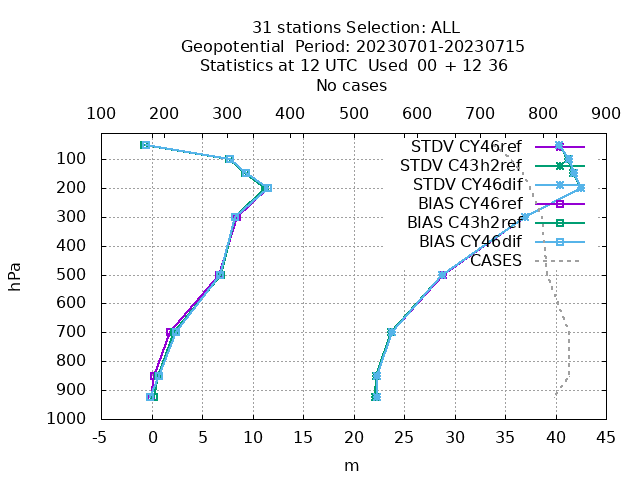 31 stations Selection: ALL
Geopotential  Period: 20230701-20230715
Statistics at 12 UTC  Used  00 + 12 36
No cases
100 200 300 400 500 600 700 800 900
STDV CY46ref
STDV C43h2ref
STDV CY46dif
BIAS CY46ref
BIAS C43h2ref
BIAS CY46dif
CASES
hPa
100
200
300
400
500
600
700
800
900
1000
-5 0 5 10 15 20 25 30 35 40 45
m